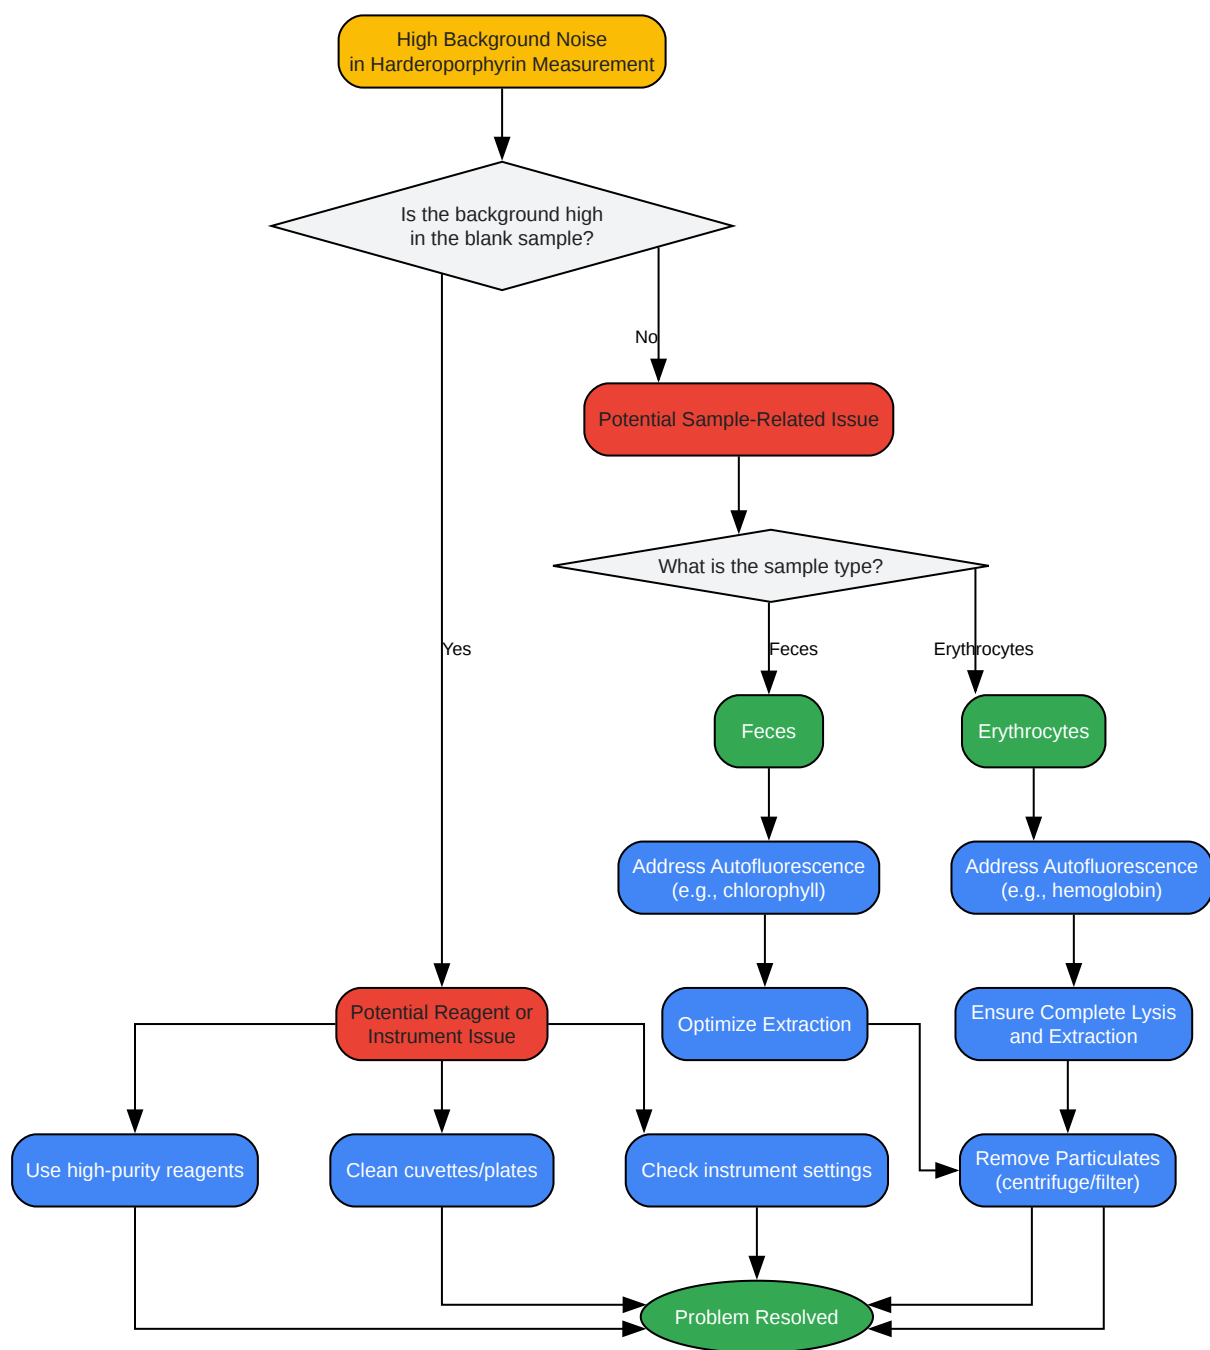 High Background Noise
in Harderoporphyrin Measurement
Is the background high
in the blank sample?
No
Potential Sample-Related Issue
What is the sample type?
Yes
Feces
Erythrocytes
Feces
Erythrocytes
Address Autofluorescence
(e.g., chlorophyll)
Address Autofluorescence
(e.g., hemoglobin)
Potential Reagent or
Instrument Issue
Optimize Extraction
Ensure Complete Lysis
and Extraction
Use high-purity reagents
Clean cuvettes/plates
Check instrument settings
Remove Particulates
(centrifuge/filter)
Problem Resolved